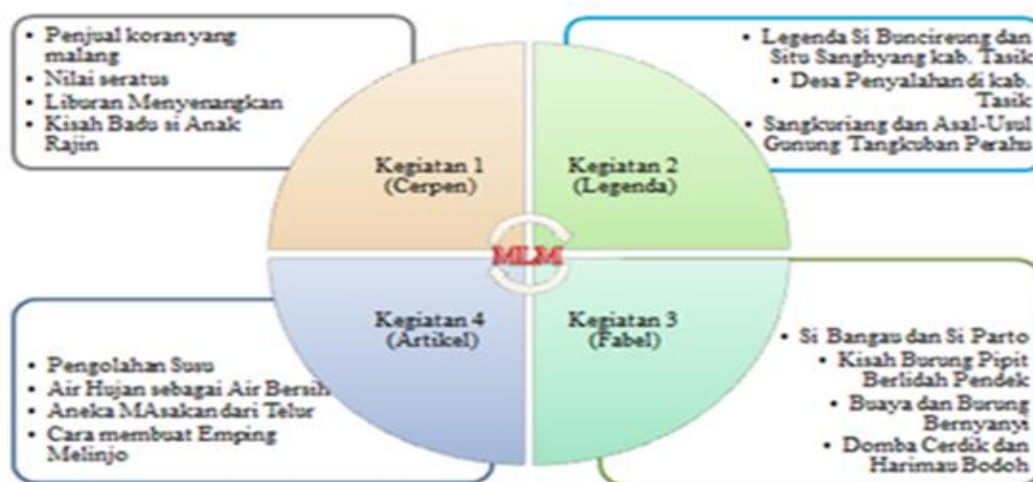 • Penjual koran yang
malang
• Nilai seratus
• Liburan Menyenangkan
• Kisah Badu si Anak
Rajin
• Legenda Si Buncireung dan
Situ Sanghyang kab. Tasik
• Desa Penyalahan di kab.
Tasik
• Sangkuriang dan Asal-Usul
Gunung Tangkuban Perahu
Kegiatan 1
(Cerpen)
Kegiatan 2
(Legenda)
MLM
Kegiatan 4
(Artikel)
Kegiatan 3
(Fabel)
• Pengolahan Susu
• Air Hujan sebagai Air Bersih
• Aneka MAsakan dari Telur
• Cara membuat Emping
Melinjo
• Si Bangau dan Si Parto
• Kisah Burung Pipit
Berlidah Pendek
• Buaya dan Burung
Bernyanyi
• Domba Cerdik dan
Harimau Bodoh